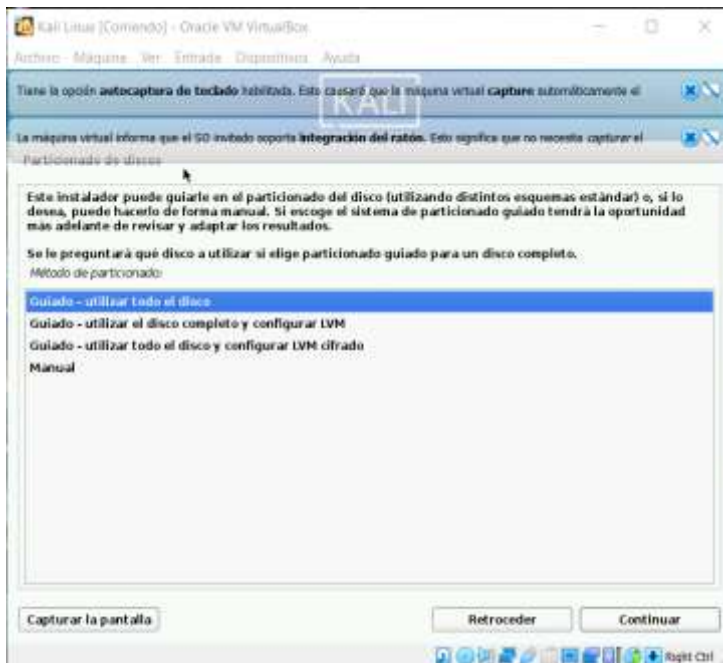 Kali Linux [Corriendo] - Oracle VM VirtualBox
Archivo Máquina Ver Entrada Dispositivos Ayuda
Tiene la opción autocaptura de teclado habilitada. Esto causará que la máquina virtual capture automáticamente el
KALI
La máquina virtual informa que el SO invitado soporta integración del ratón. Esto significa que no necesita capturar el
Particionado de discos
Este instalador puede guiarle en el particionado del disco (utilizando distintos esquemas estándar) o, si lo
desea, puede hacerlo de forma manual. Si escoge el sistema de particionado guiado tendrá la oportunidad
más adelante de revisar y adaptar los resultados.
Se le preguntará qué disco a utilizar si elige particionado guiado para un disco completo.
Método de particionado:
Guiado - utilizar todo el disco
Guiado - utilizar el disco completo y configurar LVM
Guiado - utilizar todo el disco y configurar LVM cifrado
Manual
Capturar la pantalla
Retroceder
Continuar
Right Ctrl